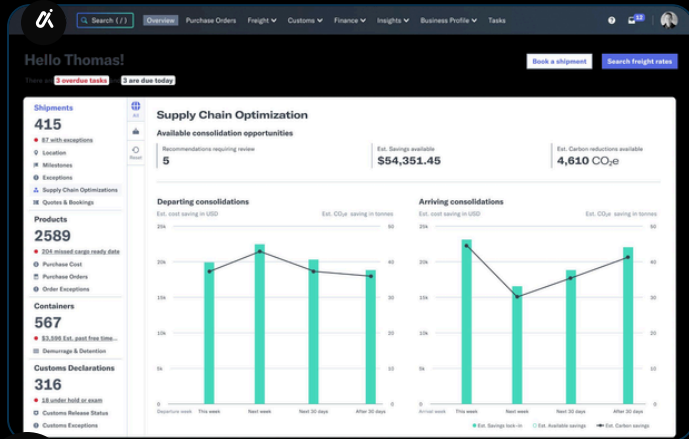 Search ( / )
Overview
Purchase Orders
Freight
Customs
Finance
Insights
Business Profile
Tasks
12
Hello Thomas!
There are 3 overdue tasks 3 are due today
Book a shipment
Search freight rates
Shipments
415
87 with exceptions
Location
Milestones
Exceptions
Supply Chain Optimizations
Quotes & Bookings
Products
2589
204 missed cargo ready date
Purchase Cost
Purchase Orders
Order Exceptions
Containers
567
$3,596 Est. past free time...
Demurrage & Detention
Customs Declarations
316
18 under hold or exam
Customs Release Status
Customs Exceptions
All
Reset
Supply Chain Optimization
Available consolidation opportunities
Recommendations requiring review
5
Est. Savings available
$54,351.45
Est. Carbon reductions available
4,610 CO₂e
Departing consolidations
Est. cost saving in USD
Est. CO₂e saving in tonnes
25k
20k
15k
10k
5k
0
50
40
30
20
10
0
Departure week
This week
Next week
Next 30 days
After 30 days
Arriving consolidations
Est. cost saving in USD
Est. CO₂e saving in tonnes
25k
20k
15k
10k
5k
0
50
40
30
20
10
0
Arrival week
This week
Next week
Next 30 days
After 30 days
Est. Savings lock-in
Est. Available savings
Est. Carbon savings